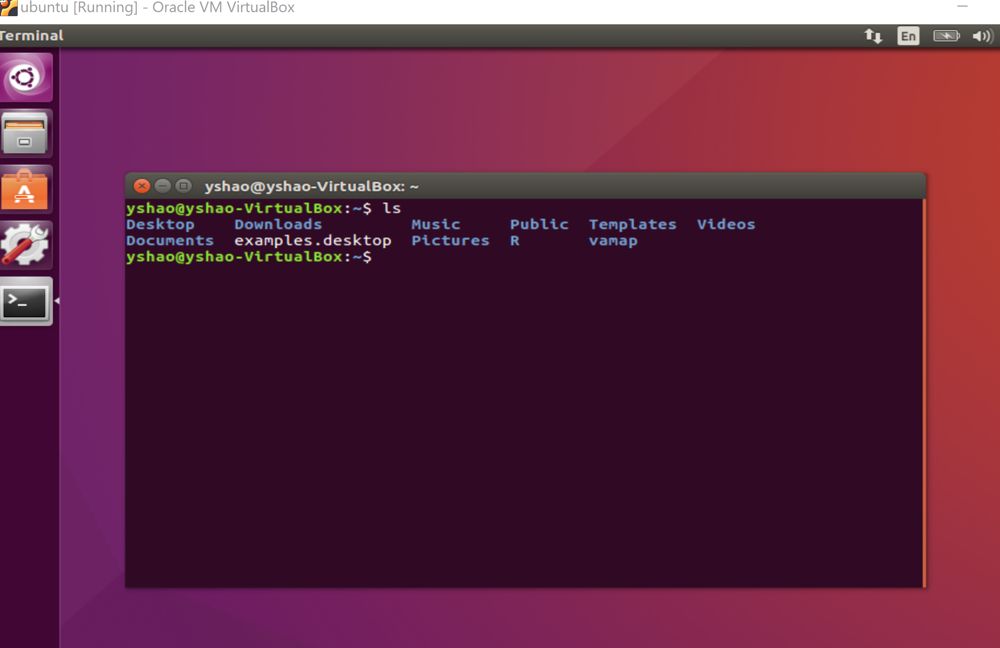 ubuntu [Running] - Oracle VM VirtualBox
Terminal
En
yshao@yshao-VirtualBox: ~
yshao@yshao-VirtualBox:~$ ls
Desktop Downloads Music Public Templates Videos
Documents examples.desktop Pictures R vamap
yshao@yshao-VirtualBox:~$